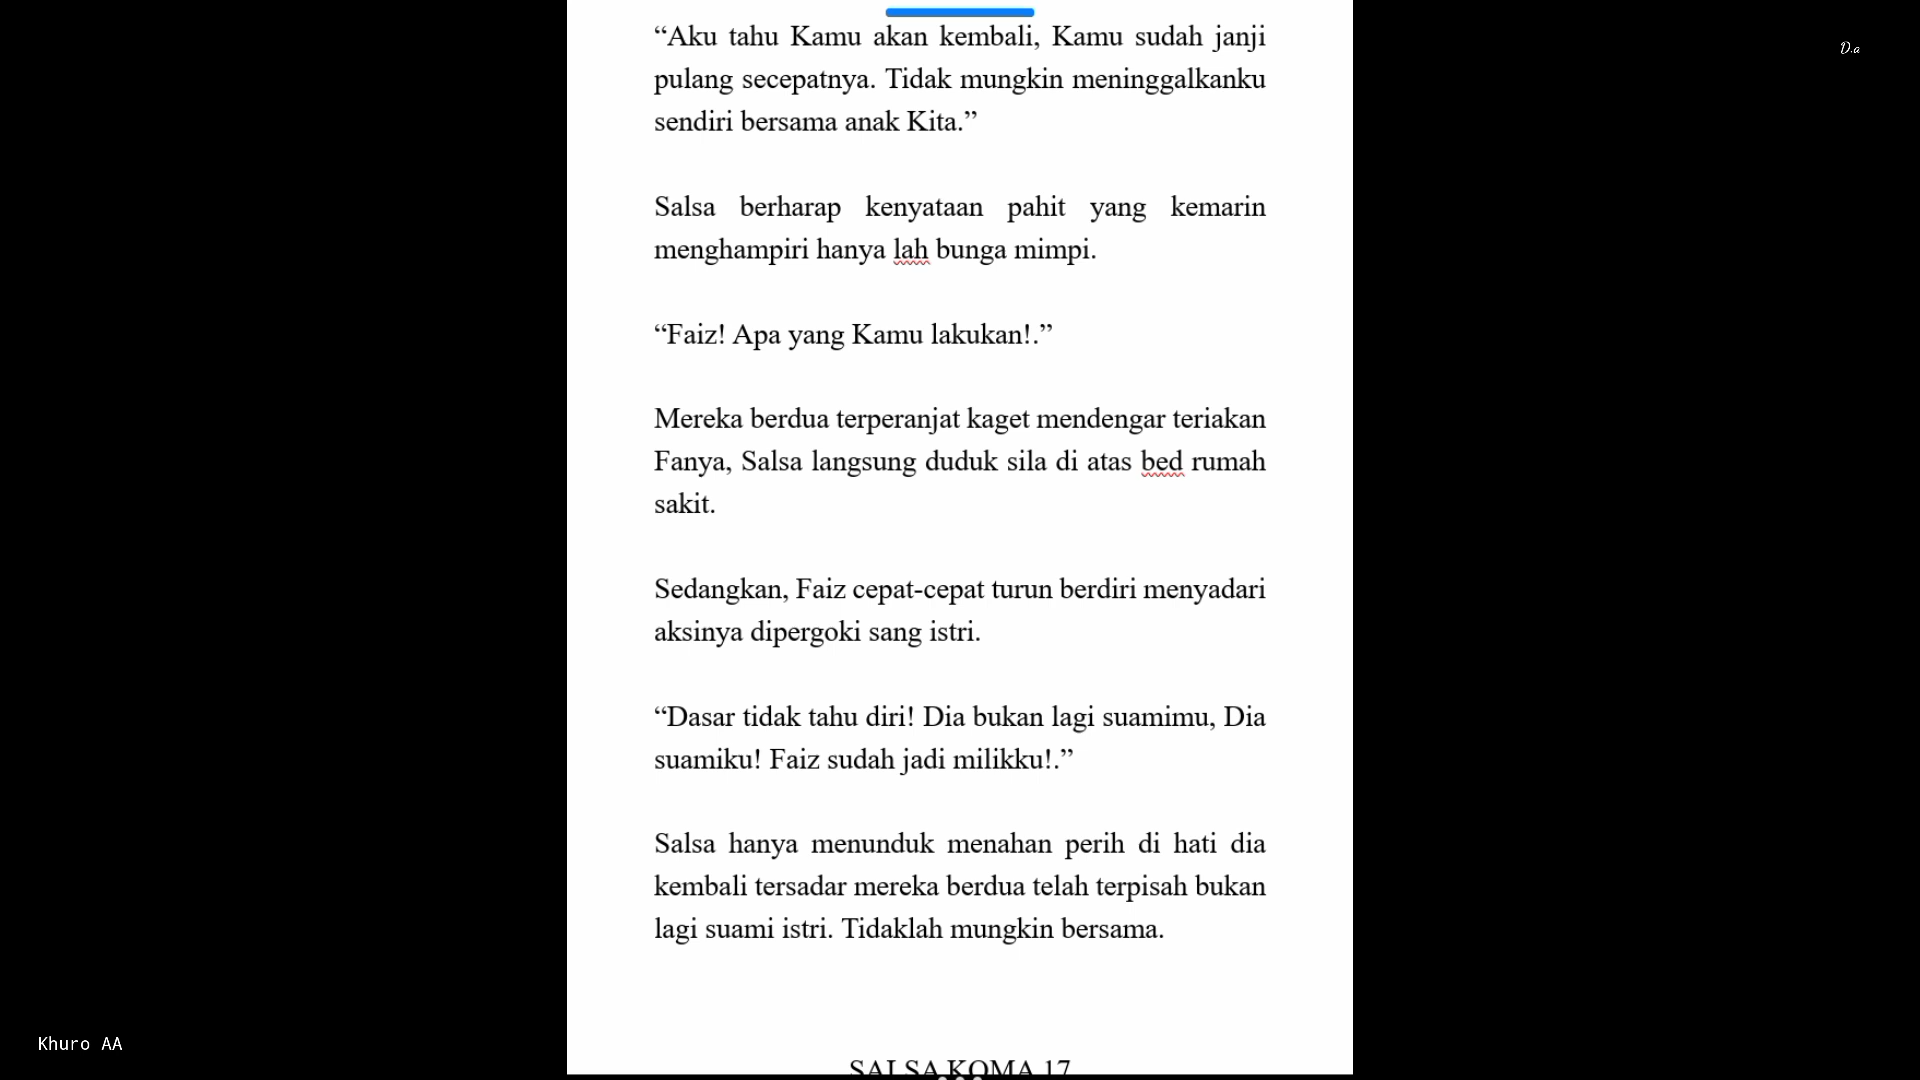 “Aku tahu Kamu akan kembali, Kamu sudah janji
pulang secepatnya. Tidak mungkin meninggalkanku
sendiri bersama anak Kita.”
Salsa berharap kenyataan pahit yang kemarin
menghampiri hanya lah bunga mimpi.
“Faiz! Apa yang Kamu lakukan!.”
Mereka berdua terperanjat kaget mendengar teriakan
Fanya, Salsa langsung duduk sila di atas bed rumah
sakit.
Sedangkan, Faiz cepat-cepat turun berdiri menyadari
aksinya dipergoki sang istri.
“Dasar tidak tahu diri! Dia bukan lagi suamimu, Dia
suamiku! Faiz sudah jadi milikku!.”
Salsa hanya menunduk menahan perih di hati dia
kembali tersadar mereka berdua telah terpisah bukan
lagi suami istri. Tidaklah mungkin bersama.
SALSA KOMA 17
D.a
Khuro AA